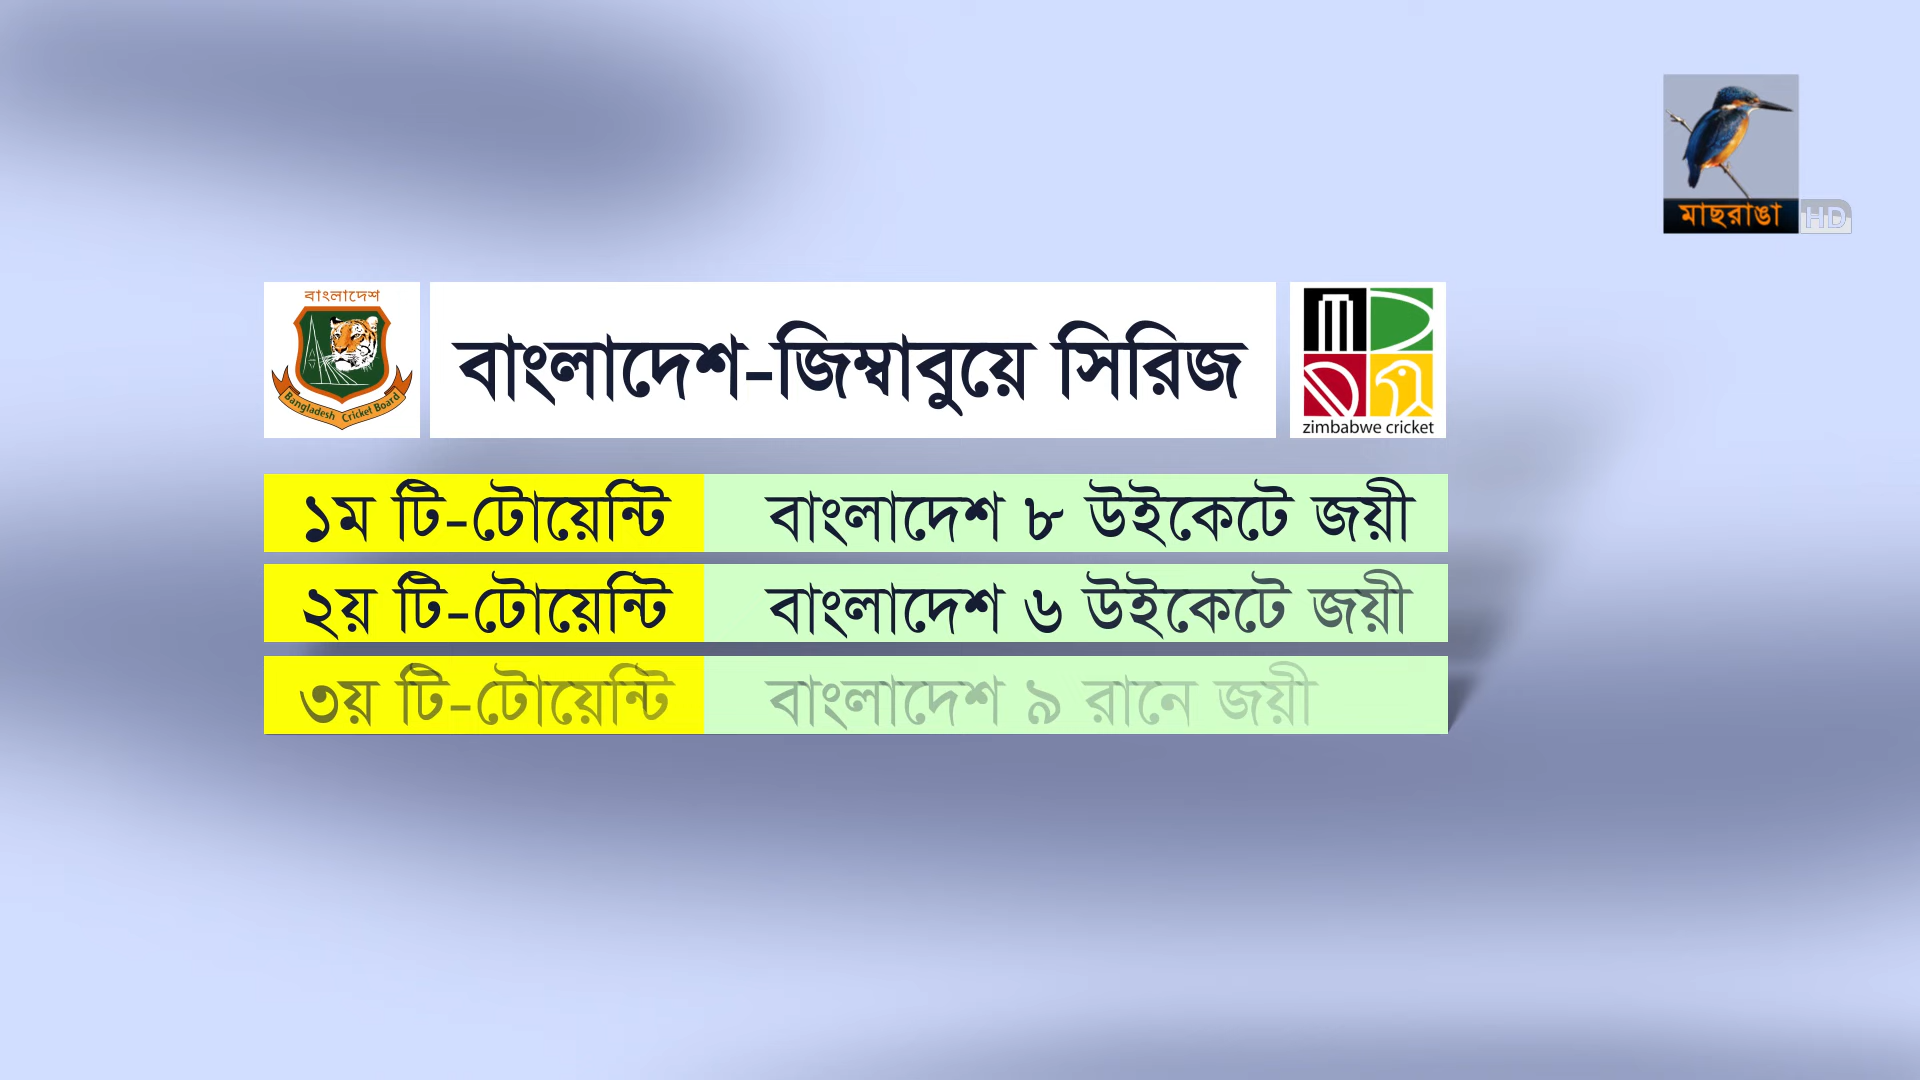 মাছরাঙা HD
বাংলাদেশ
Bangladesh Cricket Board
বাংলাদেশ-জিম্বাবুয়ে সিরিজ
zimbabwe cricket
১ম টি-টোয়েন্টি বাংলাদেশ ৮ উইকেটে জয়ী
২য় টি-টোয়েন্টি বাংলাদেশ ৬ উইকেটে জয়ী
৩য় টি-টোয়েন্টি বাংলাদেশ ৯ রানে জয়ী